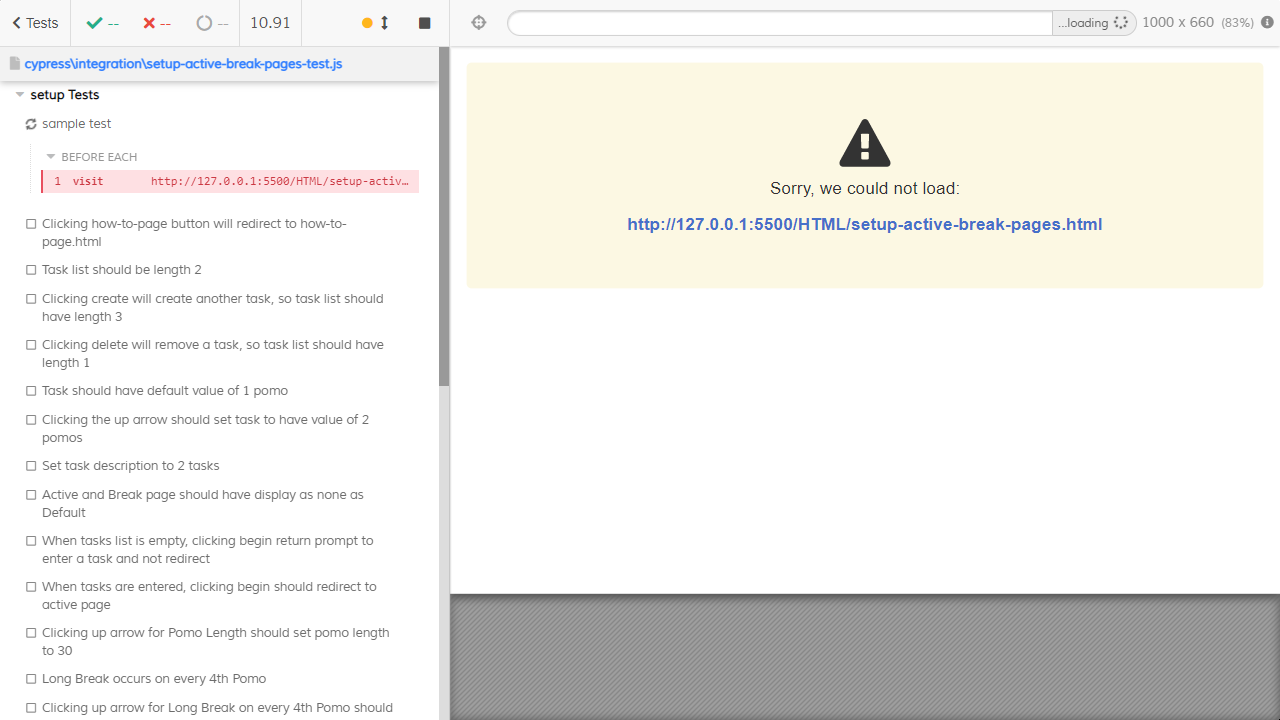 Tests
--
--
--
10.91
...loading
1000 x 660 (83%)
cypress\integration\setup-active-break-pages-test.js
setup Tests
sample test
BEFORE EACH
1 visit http://127.0.0.1:5500/HTML/setup-activ…
Clicking how-to-page button will redirect to how-to-
page.html
Task list should be length 2
Clicking create will create another task, so task list should
have length 3
Clicking delete will remove a task, so task list should have
length 1
Task should have default value of 1 pomo
Clicking the up arrow should set task to have value of 2
pomos
Set task description to 2 tasks
Active and Break page should have display as none as
Default
When tasks list is empty, clicking begin return prompt to
enter a task and not redirect
When tasks are entered, clicking begin should redirect to
active page
Clicking up arrow for Pomo Length should set pomo length
to 30
Long Break occurs on every 4th Pomo
Clicking up arrow for Long Break on every 4th Pomo should
Sorry, we could not load:
http://127.0.0.1:5500/HTML/setup-active-break-pages.html